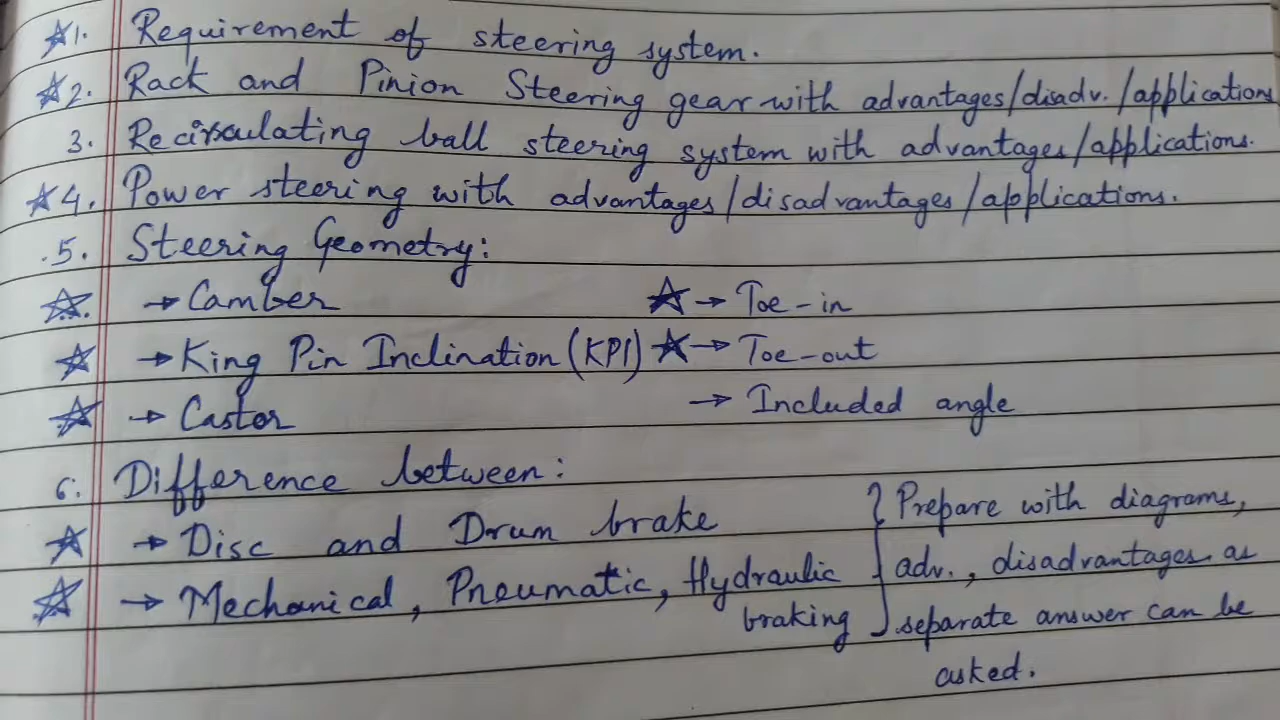 ☆1. Requirement of steering system.
☆2. Rack and Pinion Steering gear with advantages/disadv./applications
3. Recirculating ball steering system with advantages/applications.
☆4. Power steering with advantages/disadvantages/applications.
.5. Steering Geometry:
☆ → Camber ☆ → Toe-in
☆ → King Pin Inclination (KPI) ☆ → Toe-out
☆ → Castor → Included angle
6. Difference between:
☆ → Disc and Drum brake } Prepare with diagrams,
☆ → Mechanical, Pneumatic, Hydraulic adv., disadvantages as
braking separate answer can be
asked.